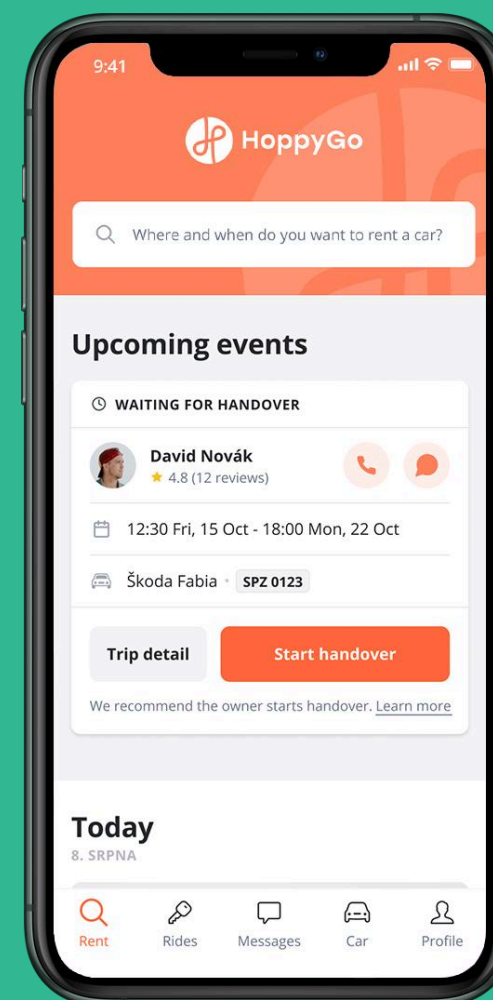 9:41
HoppyGo
Where and when do you want to rent a car?
Upcoming events
WAITING FOR HANDOVER
David Novák
4.8 (12 reviews)
12:30 Fri, 15 Oct - 18:00 Mon, 22 Oct
Škoda Fabia • SPZ 0123
Trip detail
Start handover
We recommend the owner starts handover. Learn more
Today
8. SRPNA
Rent
Rides
Messages
Car
Profile